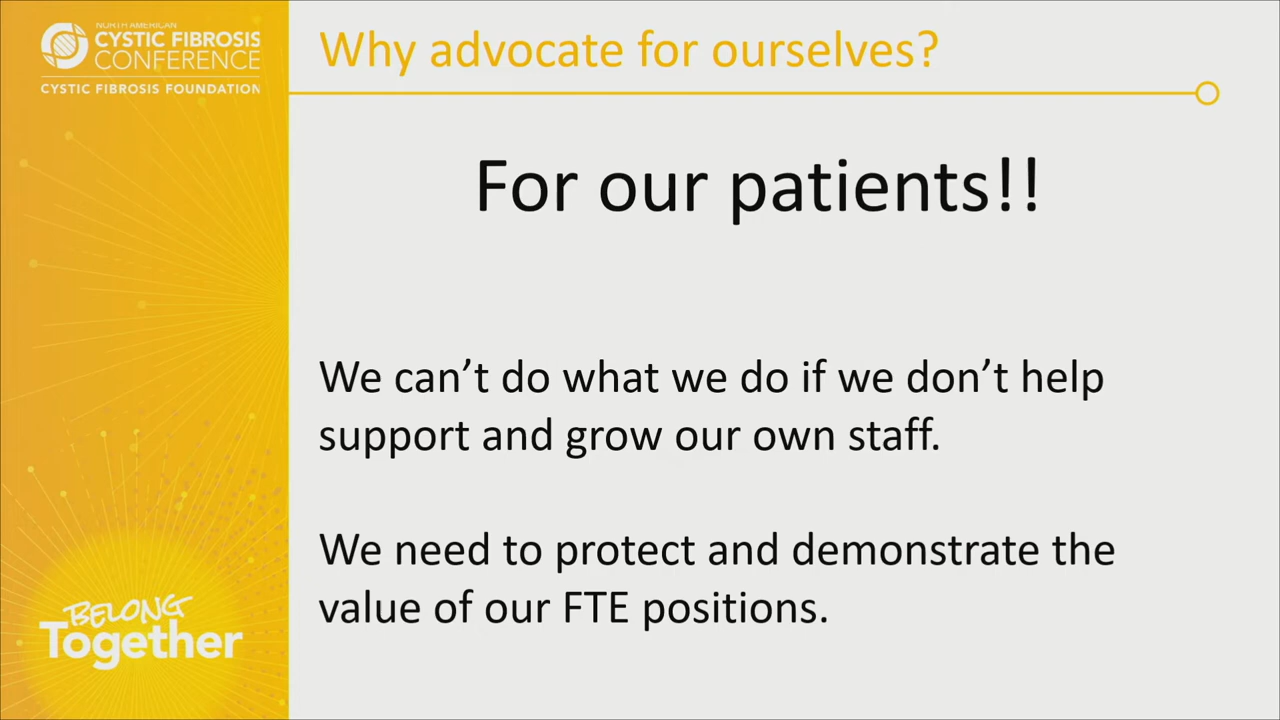 NORTH AMERICAN
CYSTIC FIBROSIS
CONFERENCE
CYSTIC FIBROSIS FOUNDATION
Why advocate for ourselves?
For our patients!!
We can’t do what we do if we don’t help
support and grow our own staff.
We need to protect and demonstrate the
value of our FTE positions.
BELONG
Together